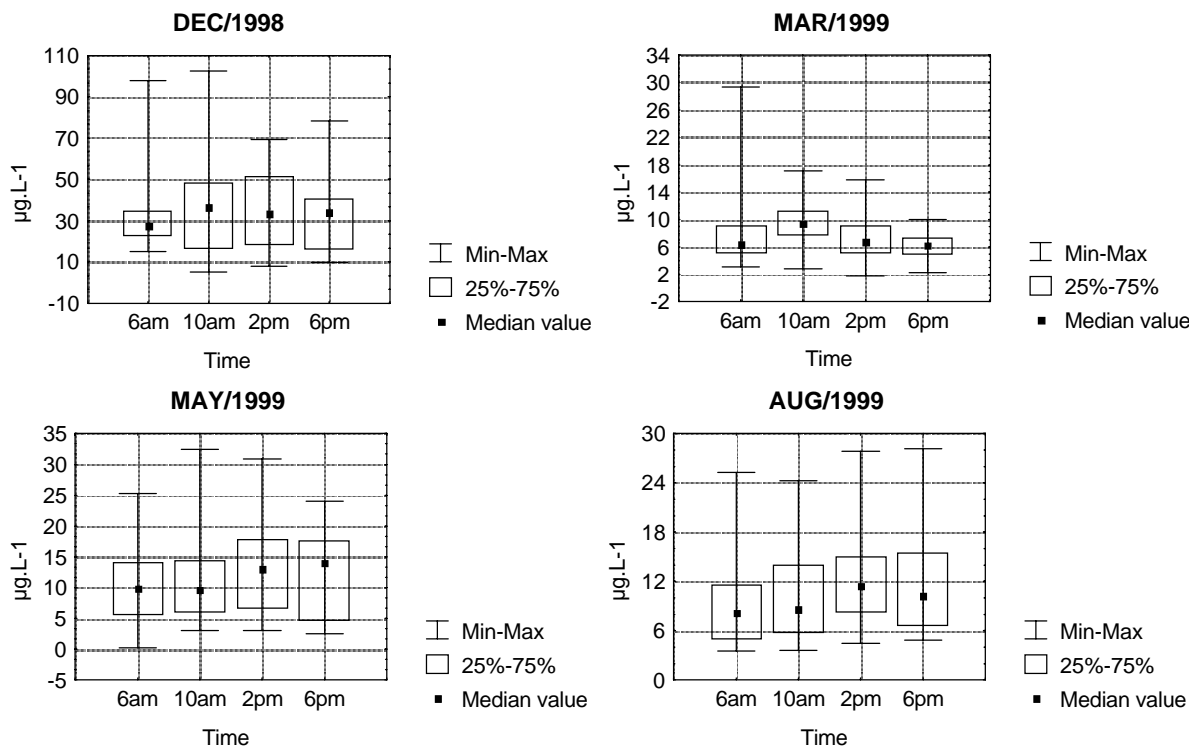 DEC/1998
110
90
70
50
30
10
-10
µg.L-1
6am 10am 2pm 6pm
Time
Min-Max
25%-75%
Median value
MAR/1999
34
30
26
22
18
14
10
6
2
-2
µg.L-1
6am 10am 2pm 6pm
Time
Min-Max
25%-75%
Median value
MAY/1999
35
30
25
20
15
10
5
0
-5
µg.L-1
6am 10am 2pm 6pm
Time
Min-Max
25%-75%
Median value
AUG/1999
30
24
18
12
6
0
µg.L-1
6am 10am 2pm 6pm
Time
Min-Max
25%-75%
Median value